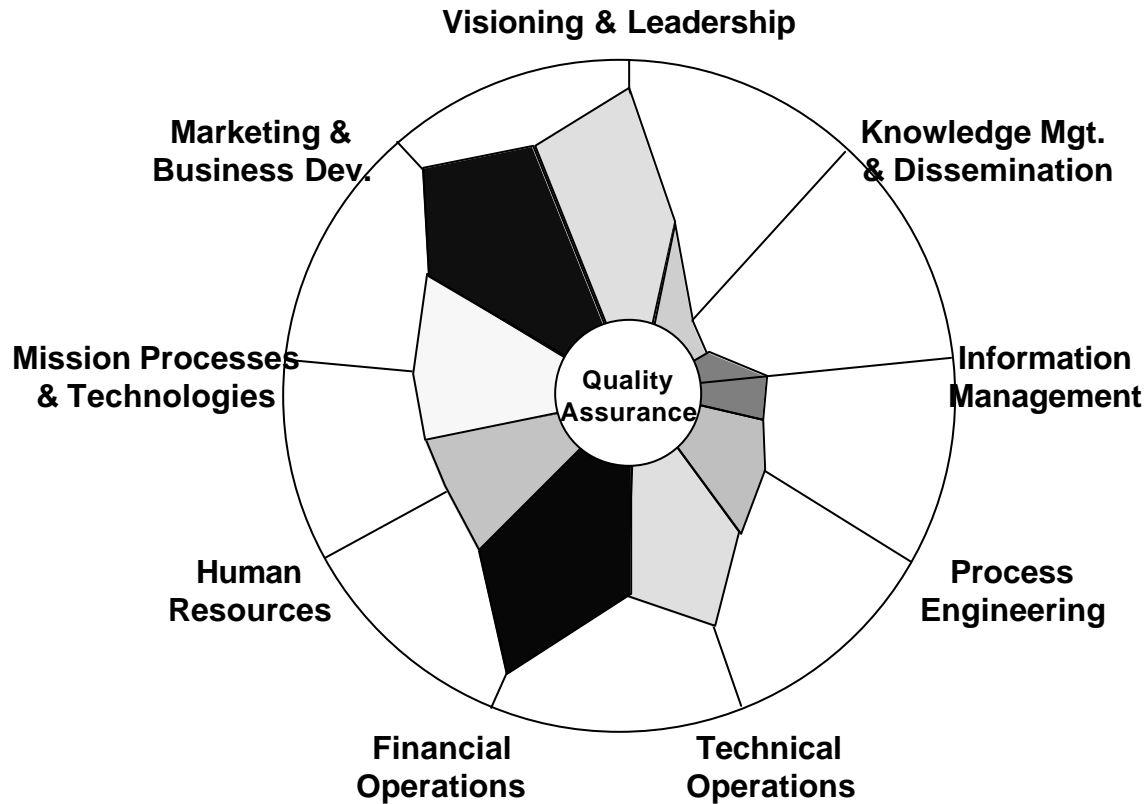 Visioning & Leadership
Marketing &
Business Dev.
Knowledge Mgt.
& Dissemination
Mission Processes
& Technologies
Quality
Assurance
Information
Management
Human
Resources
Process
Engineering
Financial
Operations
Technical
Operations